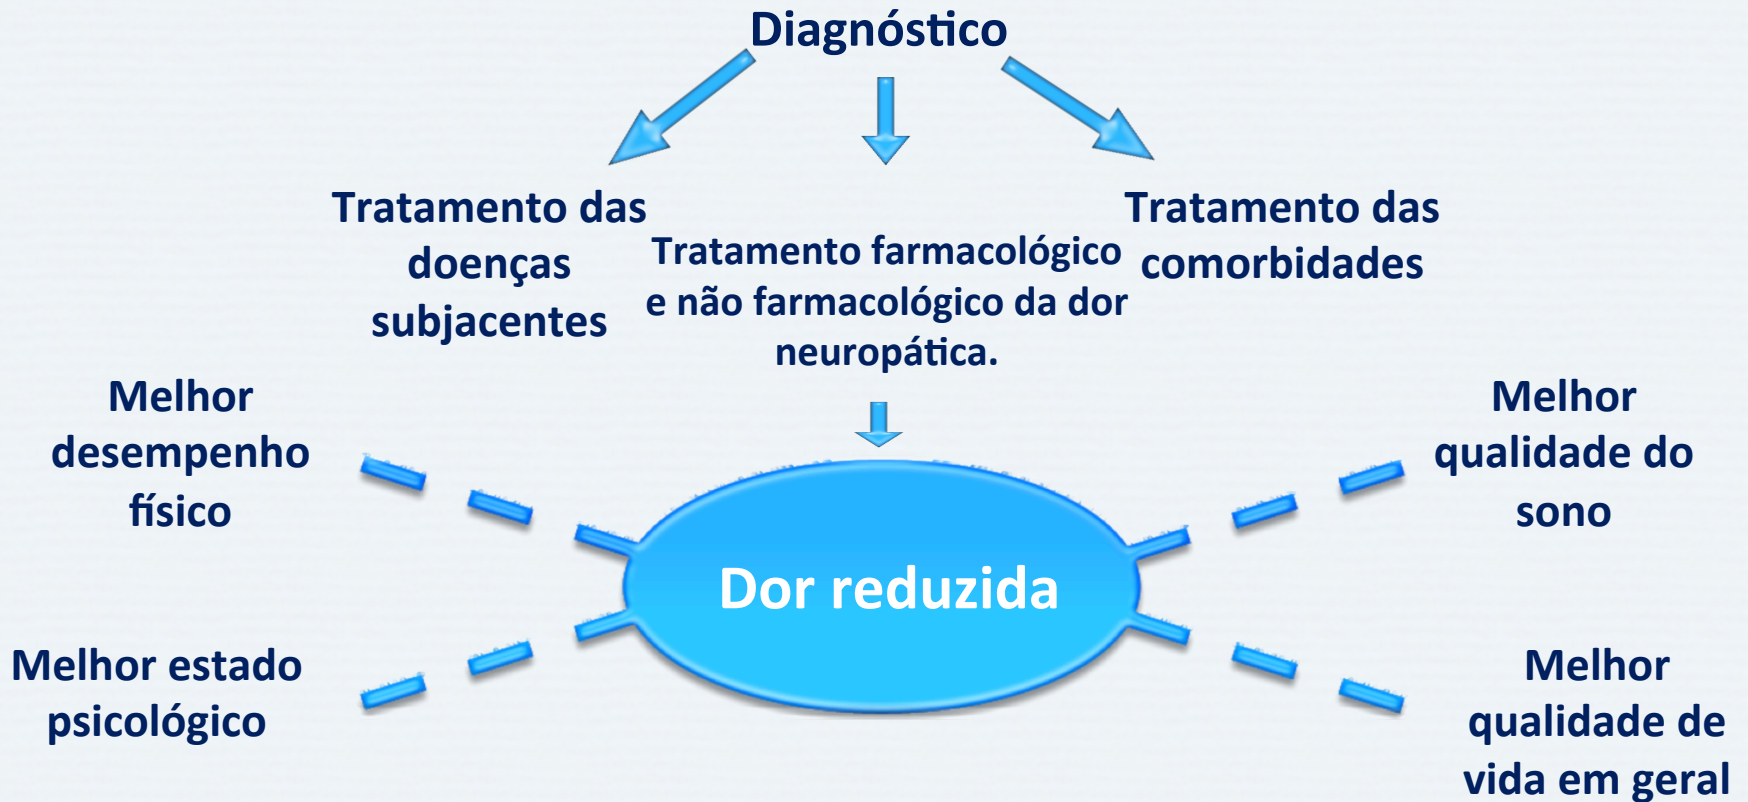 Diagnóstico
Tratamento das
doenças
subjacentes
Tratamento farmacológico
e não farmacológico da dor
neuropática.
Tratamento das
comorbidades
Melhor
desempenho
físico
Melhor
qualidade do
sono
Dor reduzida
Melhor estado
psicológico
Melhor
qualidade de
vida em geral